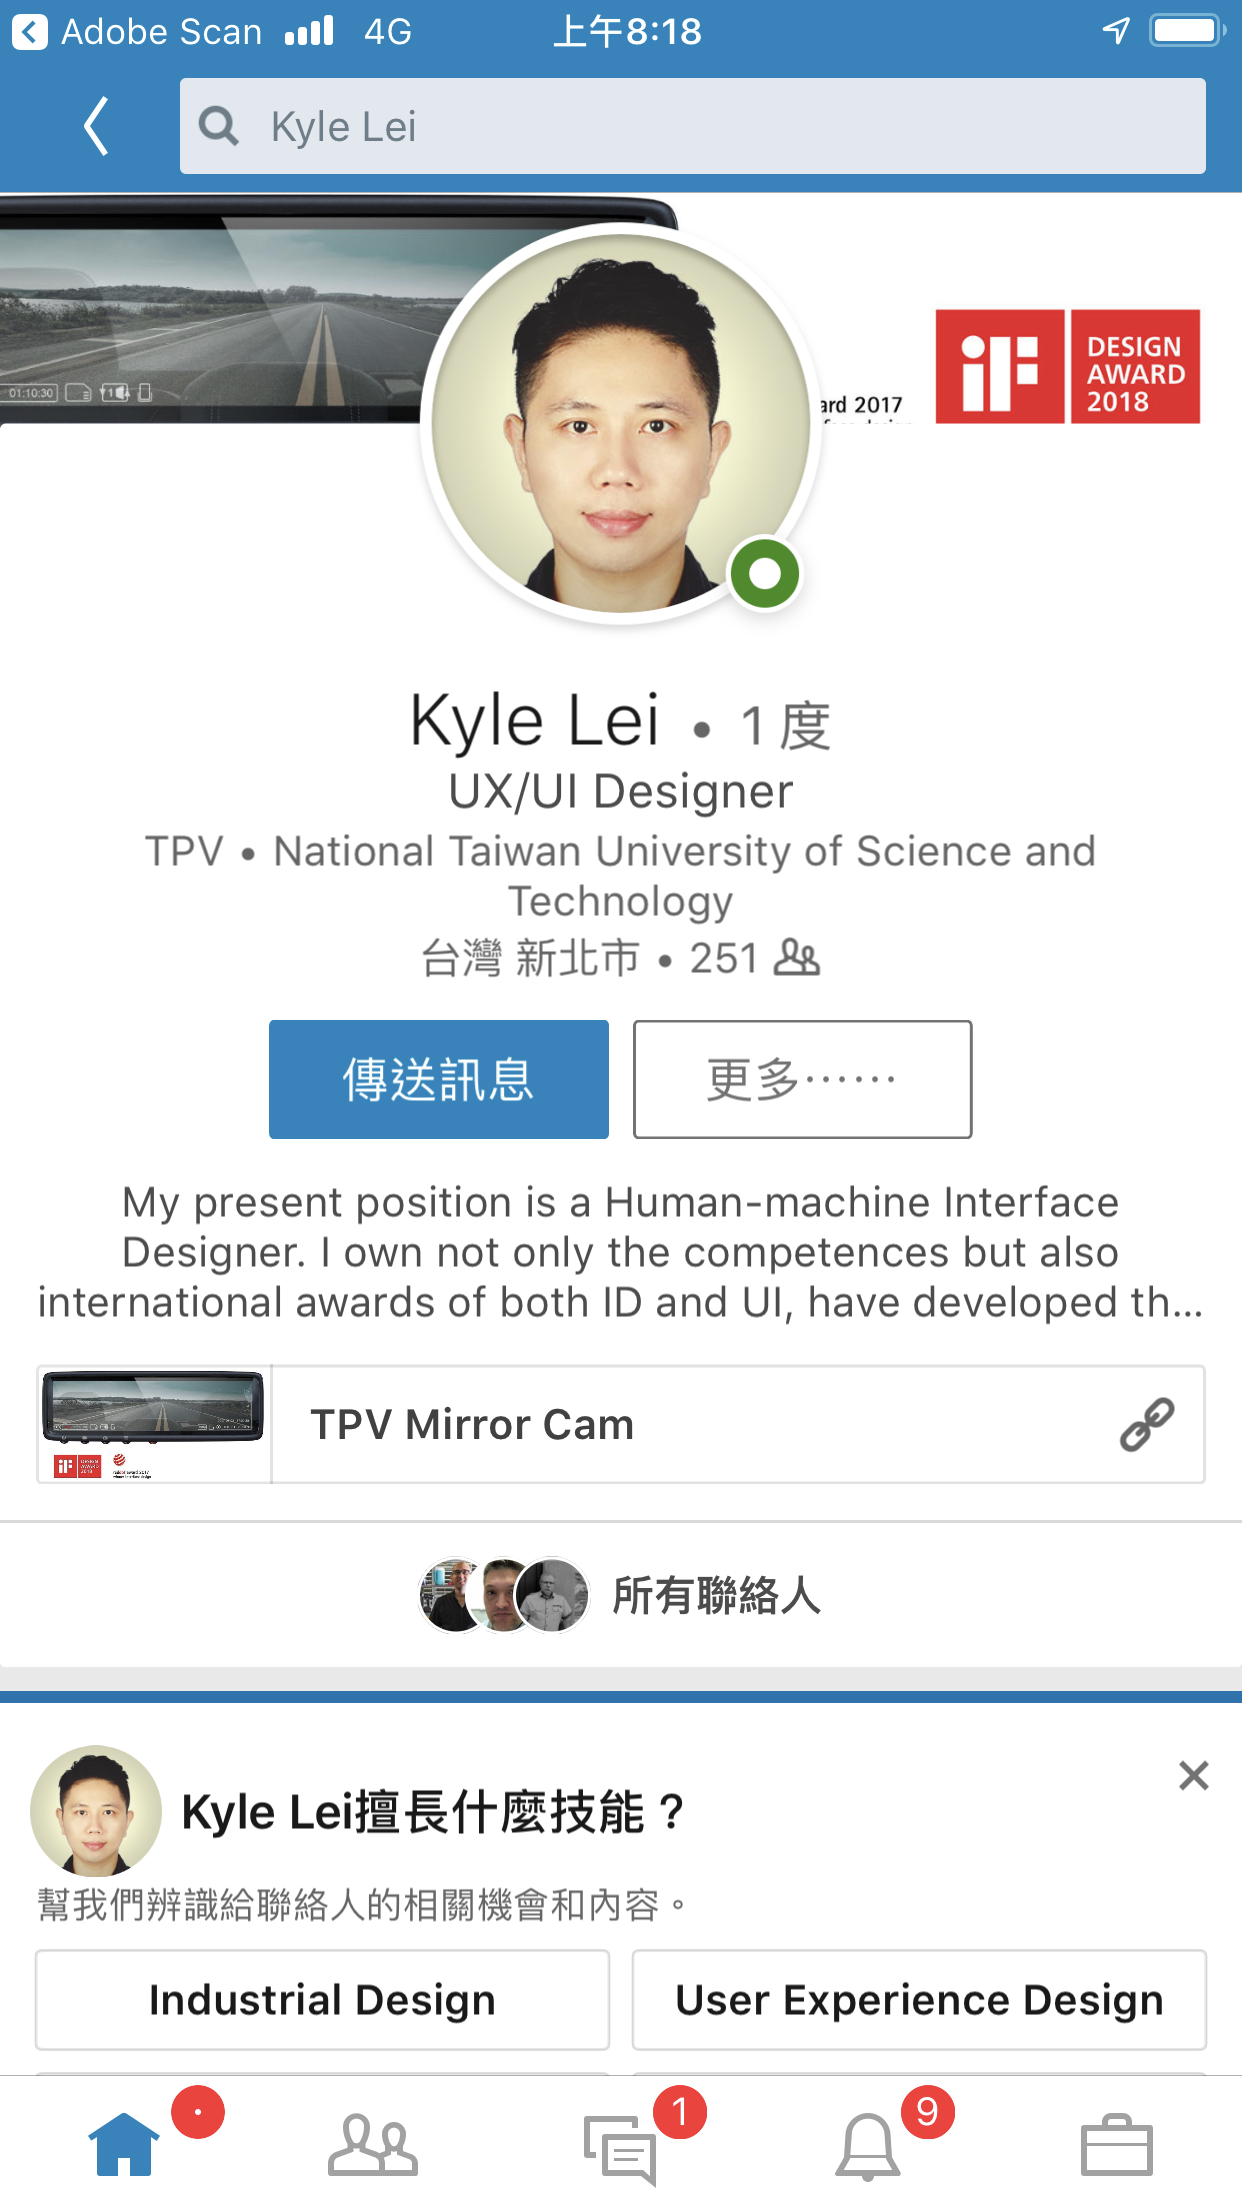 Adobe Scan 4G 上午8:18
Kyle Lei
01:10:30
ard 2017
iF DESIGN AWARD 2018
Kyle Lei • 1 度
UX/UI Designer
TPV • National Taiwan University of Science and
Technology
台灣 新北市 • 251
傳送訊息
更多⋯⋯
My present position is a Human-machine Interface
Designer. I own not only the competences but also
international awards of both ID and UI, have developed th...
TPV Mirror Cam
所有聯絡人
Kyle Lei擅長什麼技能？
幫我們辨識給聯絡人的相關機會和內容。
Industrial Design
User Experience Design
1
9